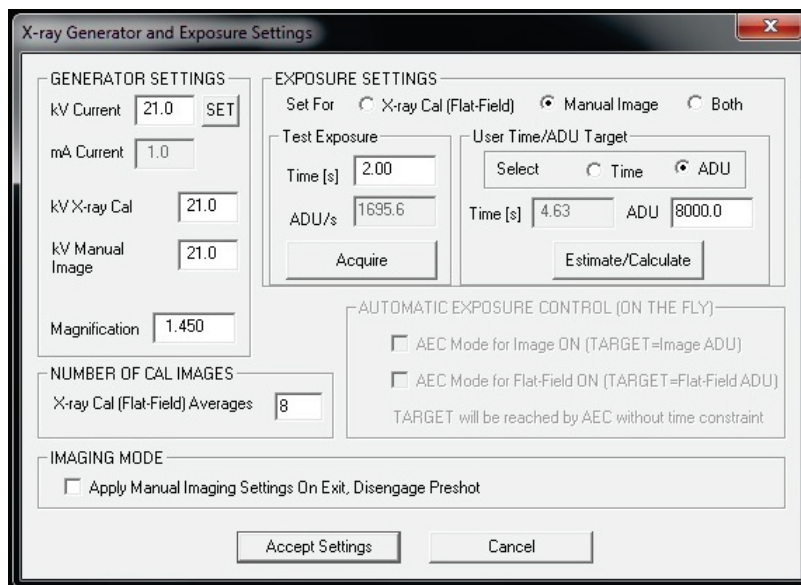 X-ray Generator and Exposure Settings
GENERATOR SETTINGS
kV Current 21.0 SET
mA Current 1.0
kV X-ray Cal 21.0
kV Manual
Image 21.0
Magnification 1.450
EXPOSURE SETTINGS
Set For X-ray Cal (Flat-Field) Manual Image Both
Test Exposure
Time [s] 2.00
ADU/s 1695.6
Acquire
User Time/ADU Target
Select Time ADU
Time [s] 4.63 ADU 8000.0
Estimate/Calculate
AUTOMATIC EXPOSURE CONTROL (ON THE FLY)
AEC Mode for Image ON (TARGET=Image ADU)
AEC Mode for Flat-Field ON (TARGET=Flat-Field ADU)
TARGET will be reached by AEC without time constraint
NUMBER OF CAL IMAGES
X-ray Cal (Flat-Field) Averages 8
IMAGING MODE
Apply Manual Imaging Settings On Exit, Disengage Preshot
Accept Settings Cancel